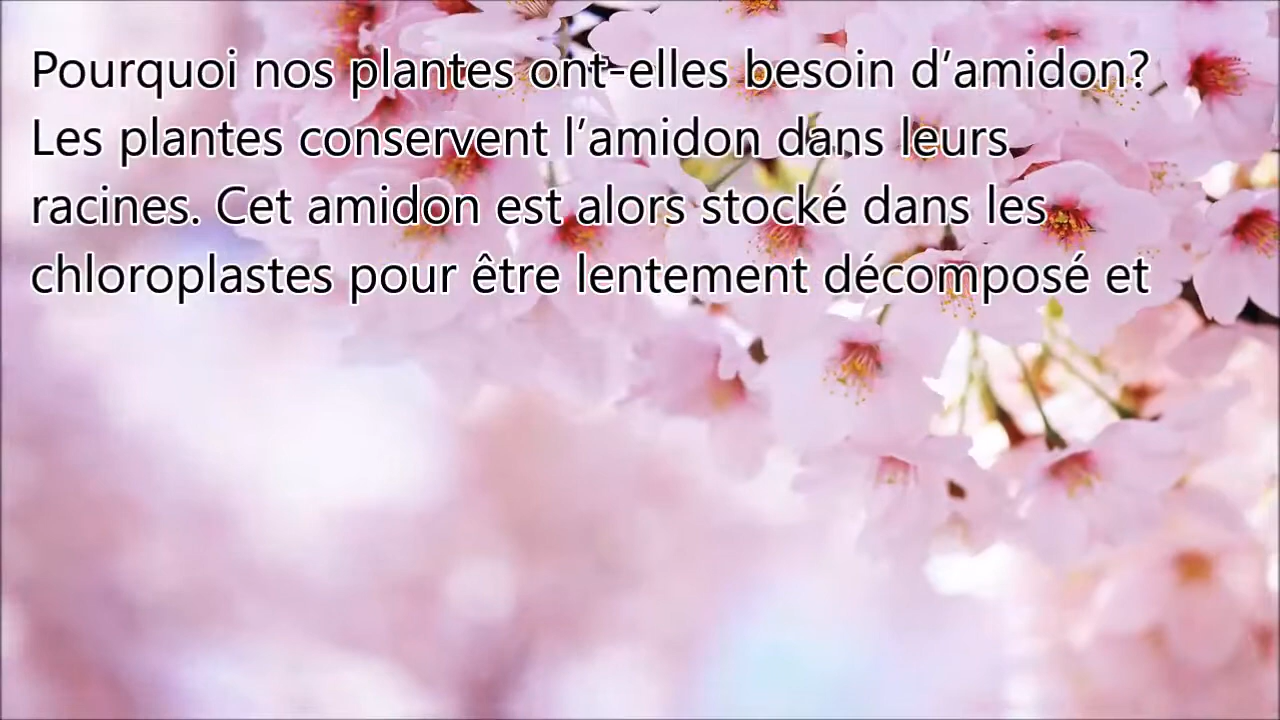 Pourquoi nos plantes ont-elles besoin d’amidon?
Les plantes conservent l’amidon dans leurs
racines. Cet amidon est alors stocké dans les
chloroplastes pour être lentement décomposé et